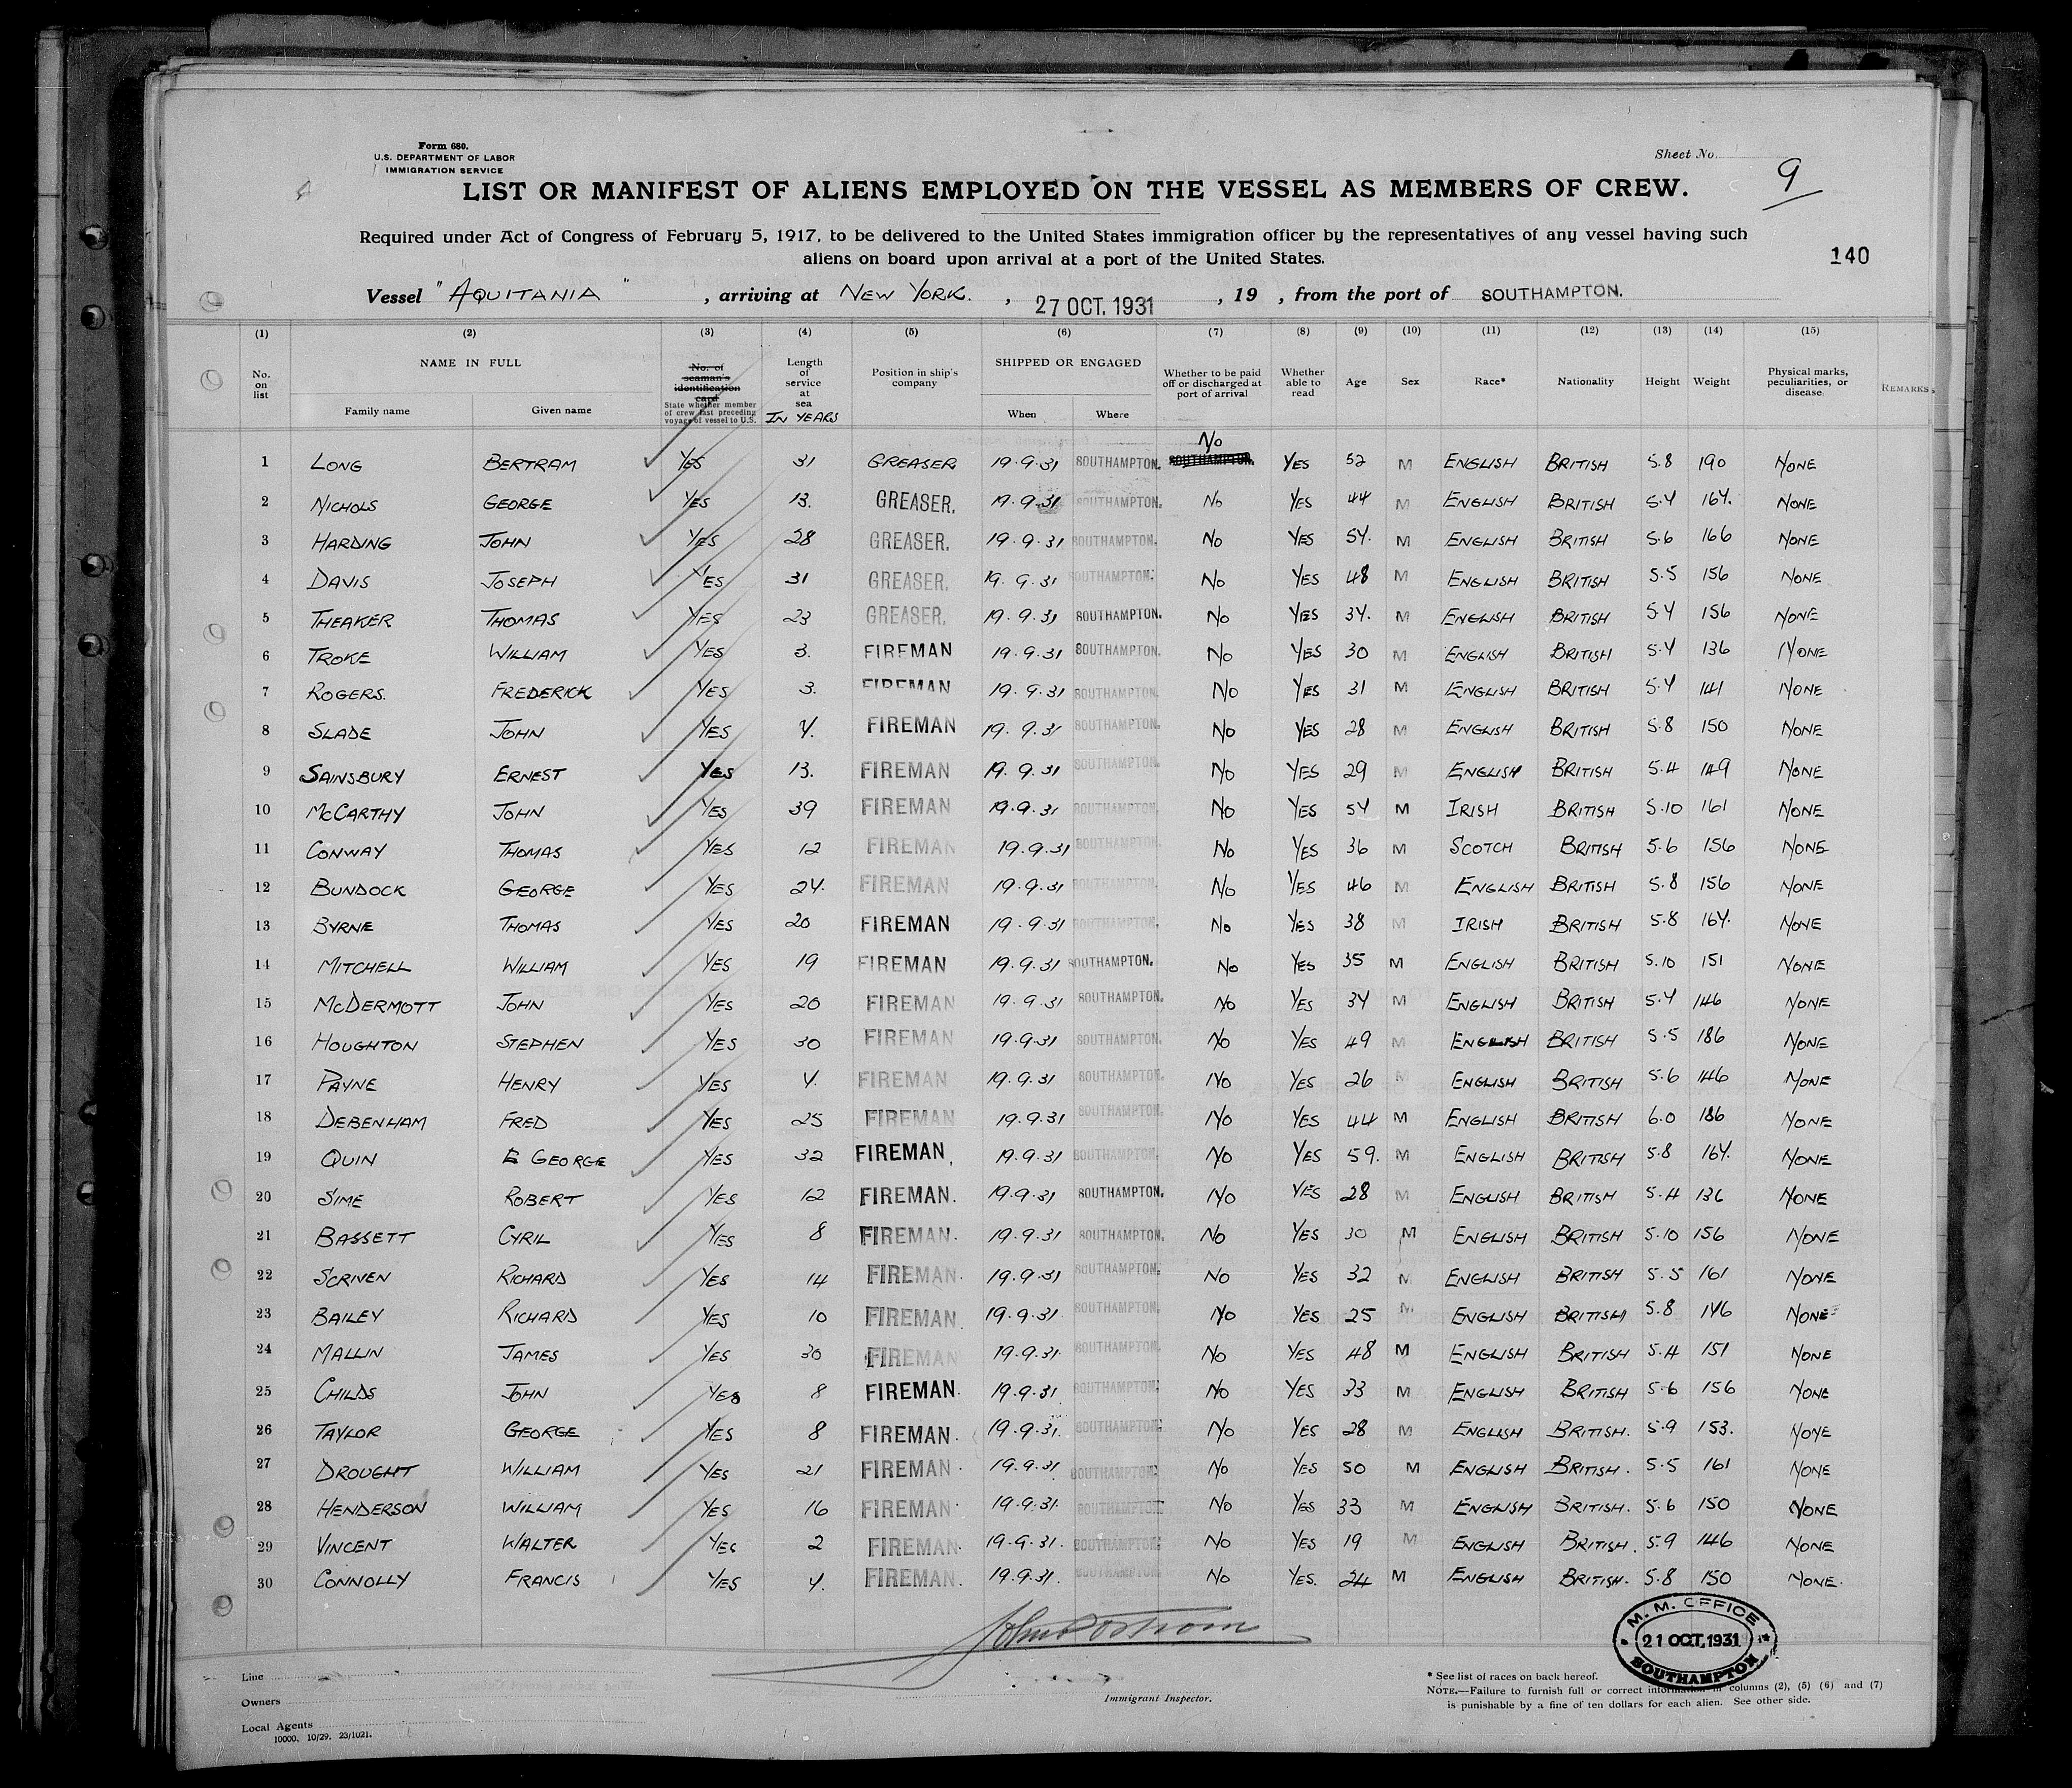 Form 680.
U.S. DEPARTMENT OF LABOR
IMMIGRATION SERVICE
Sheet No. 9
LIST OR MANIFEST OF ALIENS EMPLOYED ON THE VESSEL AS MEMBERS OF CREW.
Required under Act of Congress of February 5, 1917, to be delivered to the United States immigration officer by the representatives of any vessel having such
aliens on board upon arrival at a port of the United States.
140
Vessel "AQUITANIA", arriving at NEW YORK., 27 OCT. 1931, 19 , from the port of SOUTHAMPTON.
(1) (2) (3) (4) (5) (6) (7) (8) (9) (10) (11) (12) (13) (14) (15)
No. on list NAME IN FULL Family name Given name No. of seaman's identification card State whether member of crew last preceding voyage of vessel to U.S. Length of service at sea IN YEARS Position in ship's company SHIPPED OR ENGAGED When Where Whether to be paid off or discharged at port of arrival Whether able to read Age Sex Race* Nationality Height Weight Physical marks, peculiarities, or disease REMARKS
1 LONG BERTRAM YES 31 GREASER 19.9.31 SOUTHAMPTON. SOUTHAMPTON. No YES 52 M ENGLISH BRITISH 5.8 190 NONE
2 NICHOLS GEORGE YES 13. GREASER. 19.9.31 SOUTHAMPTON. No YES 44 M ENGLISH BRITISH 5.4 164. NONE
3 HARDING JOHN YES 28 GREASER. 19.9.31 SOUTHAMPTON. No YES 54. M ENGLISH BRITISH 5.6 166 NONE
4 DAVIS JOSEPH YES 31 GREASER. 19.9.31 SOUTHAMPTON. No YES 48 M ENGLISH BRITISH 5.5 156 NONE
5 THEAKER THOMAS YES 23 GREASER. 19.9.31 SOUTHAMPTON. No YES 34. M ENGLISH BRITISH 5.4 156 NONE
6 TROKE WILLIAM YES 3. FIREMAN 19.9.31 SOUTHAMPTON. No YES 30 M ENGLISH BRITISH 5.4 136 NONE
7 ROGERS. FREDERICK YES 3. FIREMAN 19.9.31 SOUTHAMPTON. No YES 31 M ENGLISH BRITISH 5.4 141 NONE
8 SLADE JOHN YES 4. FIREMAN 19.9.31 SOUTHAMPTON. No YES 28 M ENGLISH BRITISH 5.8 150 NONE
9 SAINSBURY ERNEST YES 13. FIREMAN 19.9.31 SOUTHAMPTON. No YES 29 M ENGLISH BRITISH 5.4 149 NONE
10 McCARTHY JOHN YES 39 FIREMAN 19.9.31 SOUTHAMPTON. No YES 54 M IRISH BRITISH 5.10 161 NONE
11 CONWAY THOMAS YES 12 FIREMAN 19.9.31 SOUTHAMPTON. No YES 36 M SCOTCH BRITISH 5.6 156 NONE
12 BUNDOCK GEORGE YES 24. FIREMAN 19.9.31 SOUTHAMPTON. No YES 46 M ENGLISH BRITISH 5.8 156 NONE
13 BYRNE THOMAS YES 20 FIREMAN 19.9.31 SOUTHAMPTON. No YES 38 M IRISH BRITISH 5.8 164. NONE
14 MITCHELL WILLIAM YES 19 FIREMAN 19.9.31 SOUTHAMPTON. No YES 35 M ENGLISH BRITISH 5.10 151 NONE
15 McDERMOTT JOHN YES 20 FIREMAN 19.9.31 SOUTHAMPTON. No YES 34 M ENGLISH BRITISH 5.4 146 NONE
16 HOUGHTON STEPHEN YES 30 FIREMAN 19.9.31 SOUTHAMPTON. No YES 49 M ENGLISH BRITISH 5.5 186 NONE
17 PAYNE HENRY YES 4. FIREMAN 19.9.31 SOUTHAMPTON. No YES 26 M ENGLISH BRITISH 5.6 146 NONE
18 DEBENHAM FRED YES 25 FIREMAN 19.9.31 SOUTHAMPTON. No YES 44 M ENGLISH BRITISH 6.0 186 NONE
19 QUIN GEORGE YES 32 FIREMAN. 19.9.31 SOUTHAMPTON. No YES 59. M ENGLISH BRITISH 5.8 164. NONE
20 SIME ROBERT YES 12 FIREMAN. 19.9.31 SOUTHAMPTON. No YES 28 M ENGLISH BRITISH 5.4 136 NONE
21 BASSETT CYRIL YES 8 FIREMAN. 19.9.31 SOUTHAMPTON. No YES 30 M ENGLISH BRITISH 5.10 156 NONE
22 SCRIVEN RICHARD YES 14 FIREMAN. 19.9.31 SOUTHAMPTON. No YES 32 M ENGLISH BRITISH 5.5 161 NONE
23 BAILEY RICHARD YES 10 FIREMAN. 19.9.31 SOUTHAMPTON. No YES 25 M ENGLISH BRITISH 5.8 146 NONE
24 MALLIN JAMES YES 30 FIREMAN 19.9.31 SOUTHAMPTON. No YES 48 M ENGLISH BRITISH 5.4 151 NONE
25 CHILDS JOHN YES 8 FIREMAN. 19.9.31 SOUTHAMPTON. No YES 33 M ENGLISH BRITISH 5.6 156 NONE
26 TAYLOR GEORGE YES 8 FIREMAN. 19.9.31. SOUTHAMPTON. No YES 28 M ENGLISH BRITISH. 5.9 153. NONE
27 DROUGHT WILLIAM YES 21 FIREMAN. 19.9.31 SOUTHAMPTON. No YES 50 M ENGLISH BRITISH. 5.5 161 NONE
28 HENDERSON WILLIAM YES 16 FIREMAN. 19.9.31. SOUTHAMPTON. No YES 33 M ENGLISH BRITISH. 5.6 150 NONE
29 VINCENT WALTER YES 2 FIREMAN. 19.9.31. SOUTHAMPTON. No YES 19 M ENGLISH BRITISH. 5.9 146 NONE
30 CONNOLLY FRANCIS YES 4. FIREMAN. 19.9.31. SOUTHAMPTON. No YES. 24 M ENGLISH BRITISH. 5.8 150 NONE.
M. M. OFFICE
21 OCT. 1931
SOUTHAMPTON
Line
Owners
Local Agents
10000. 10/29. 23/1021.
Immigrant Inspector.
* See list of races on back hereof.
NOTE.—Failure to furnish full or correct information in columns (2), (5) (6) and (7)
is punishable by a fine of ten dollars for each alien. See other side.